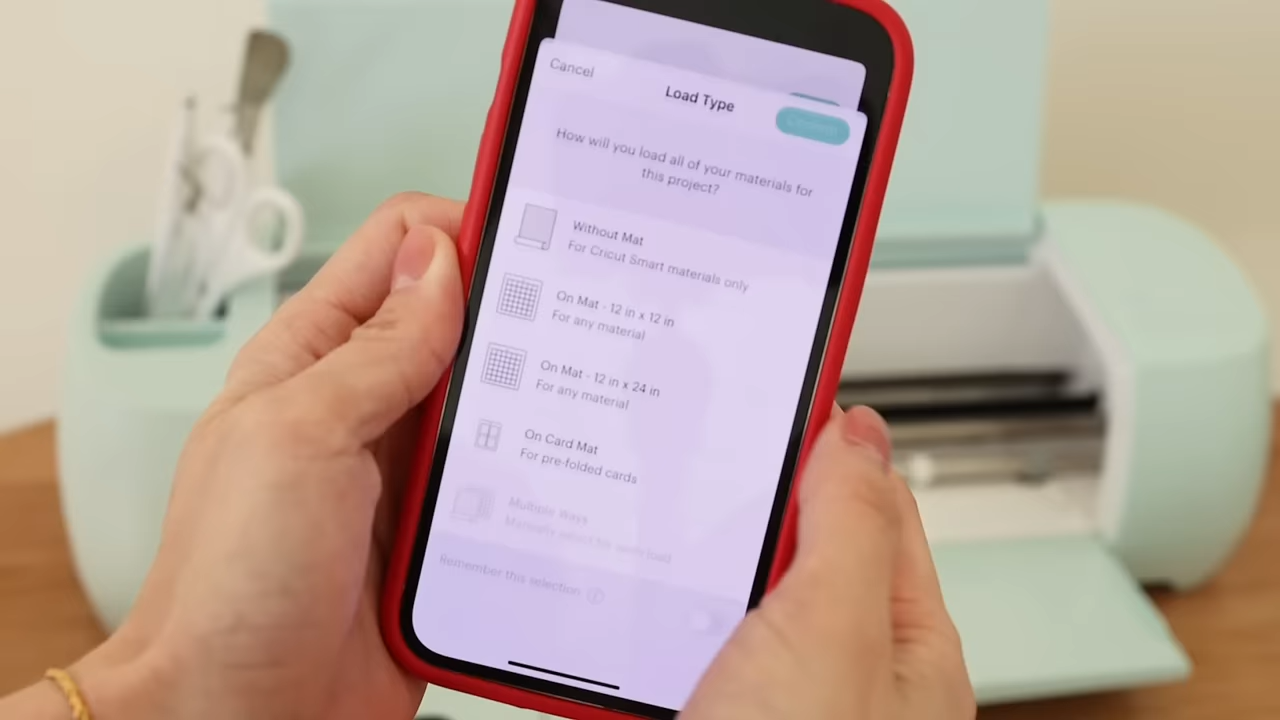 Cancel
Load Type
How will you load all of your materials for
this project?
Without Mat
For Cricut Smart materials only
On Mat - 12 in x 12 in
For any material
On Mat - 12 in x 24 in
For any material
On Card Mat
For pre-folded cards
Multiple Ways
Remember this selection